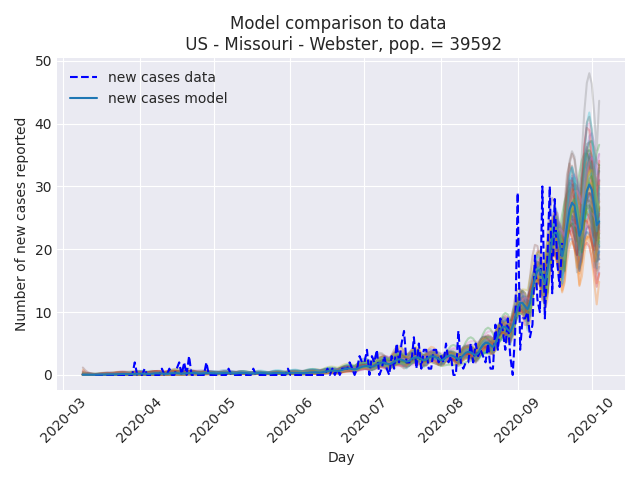 Model comparison to data
US - Missouri - Webster, pop. = 39592
new cases data
new cases model
Number of new cases reported
50
40
30
20
10
0
2020-03
2020-04
2020-05
2020-06
2020-07
2020-08
2020-09
2020-10
Day